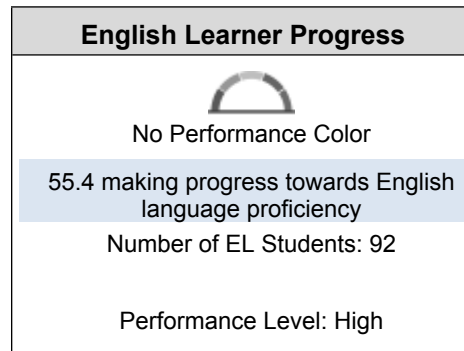 English Learner Progress
No Performance Color
55.4 making progress towards English
language proficiency
Number of EL Students: 92
Performance Level: High